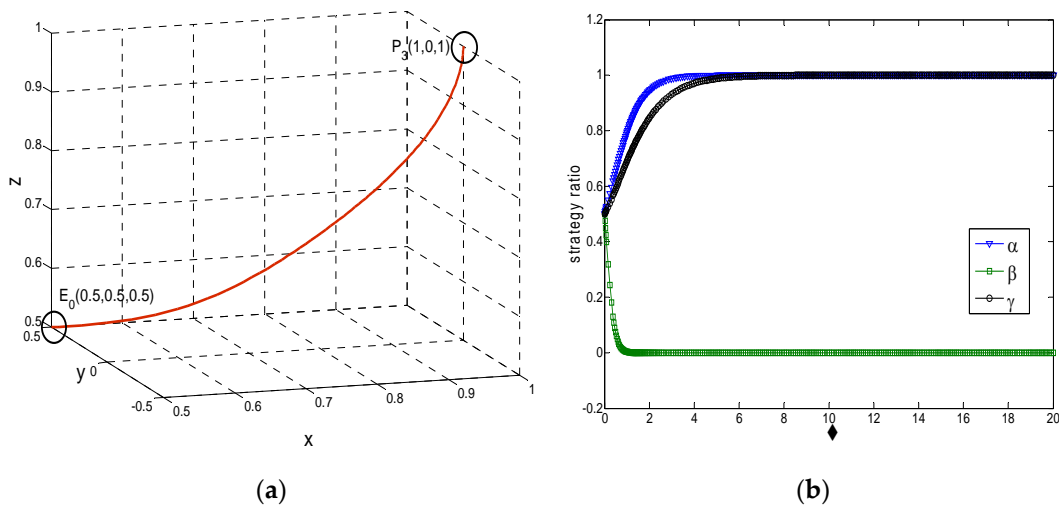 1
0.9
0.8
0.7
0.6
0.5
z
P3(1,0,1)
E0(0.5,0.5,0.5)
0.5
0
-0.5
y
0.5
0.6
0.7
0.8
0.9
1
x
(a)
1.2
1
0.8
0.6
0.4
0.2
0
-0.2
strategy ratio
α
β
γ
0 2 4 6 8 10 12 14 16 18 20
♦
(b)